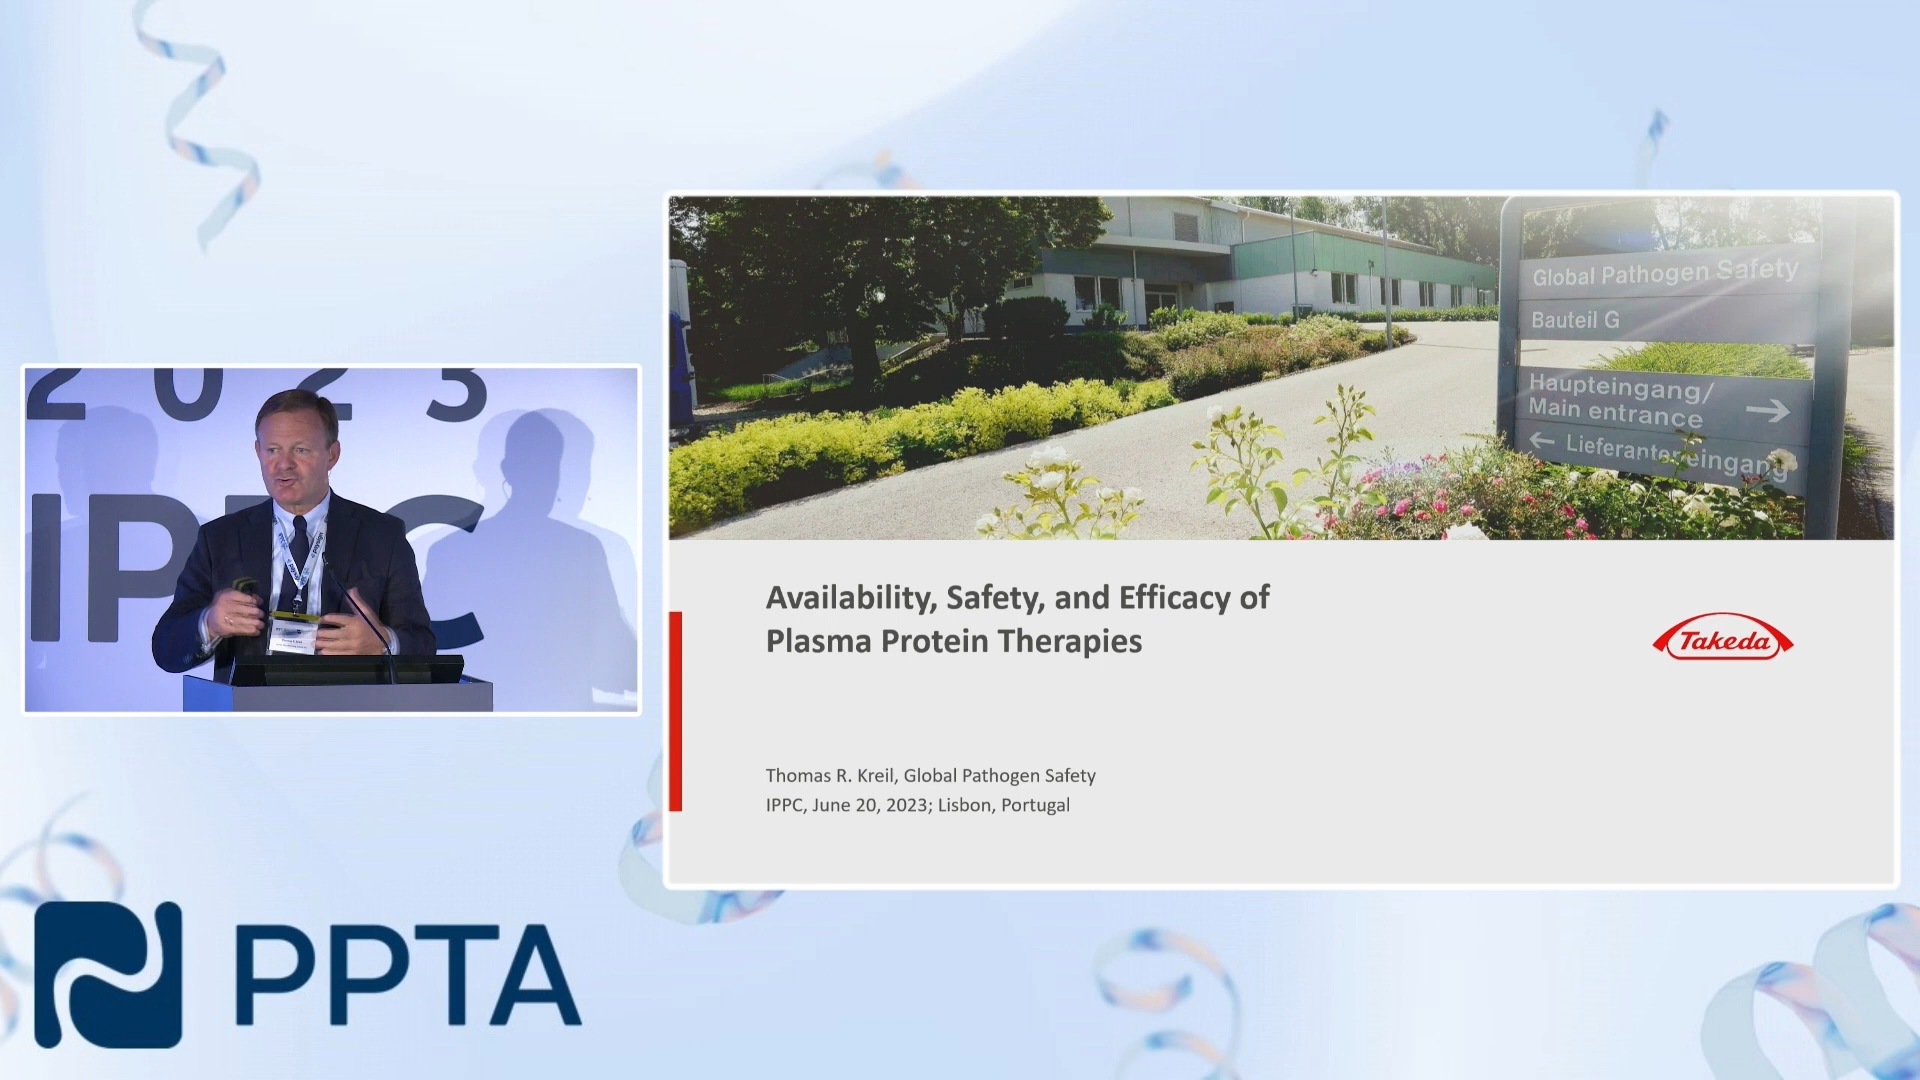 2023
IPPC
Global Pathogen Safety
Bauteil G
Haupteingang/
Main entrance
Lieferanteneingang
Availability, Safety, and Efficacy of
Plasma Protein Therapies
Takeda
Thomas R. Kreil, Global Pathogen Safety
IPPC, June 20, 2023; Lisbon, Portugal
PPTA